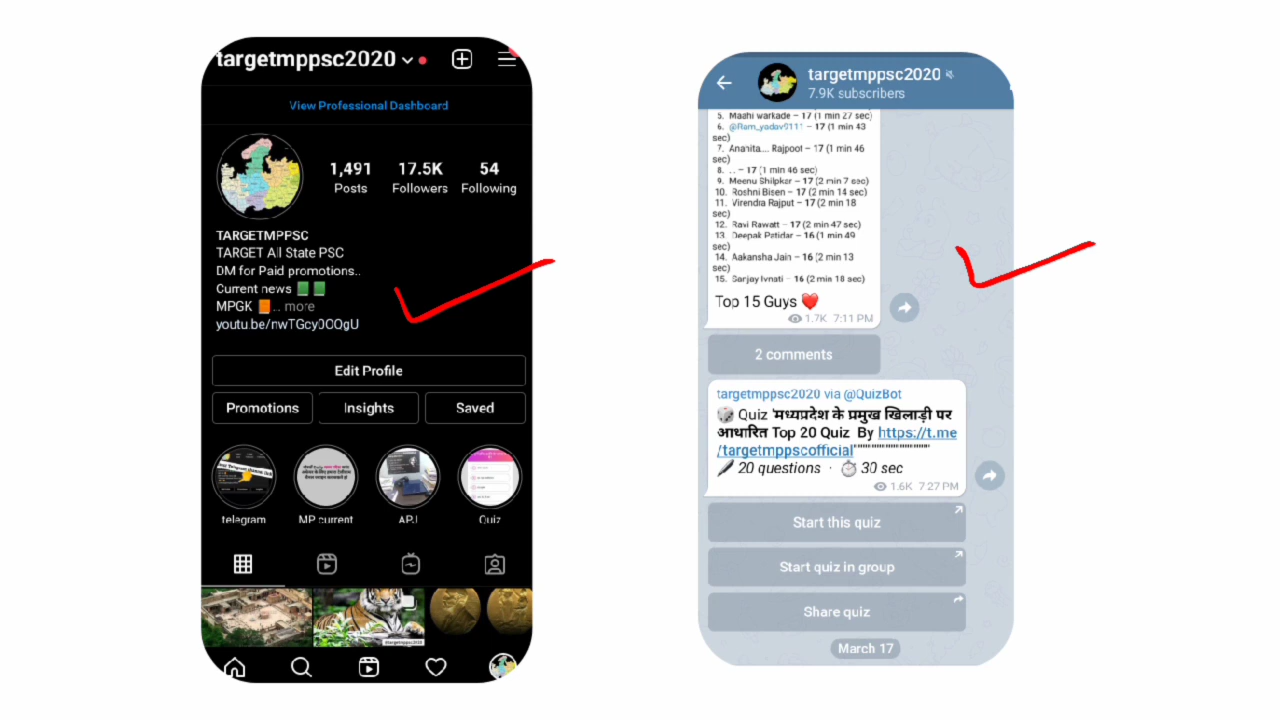 targetmppsc2020
View Professional Dashboard
1,491 17.5K 54
Posts Followers Following
TARGETMPPSC
TARGET All State PSC
DM for Paid promotions..
Current news
MPGK .. more
youtu.be/nwTGcy0OQgU
Edit Profile
Promotions Insights Saved
telegram MP current APJ Quiz
targetmppsc2020
7.9K subscribers
5. Maahi warkade – 17 (1 min 27 sec)
6. @Ram_yadav9111 – 17 (1 min 43
sec)
7. Ananita.... Rajpoot – 17 (1 min 46
sec)
8. . . – 17 (1 min 46 sec)
9. Meenu Shilpkar – 17 (2 min 7 sec)
10. Roshni Bisen – 17 (2 min 14 sec)
11. Virendra Rajput – 17 (2 min 18
sec)
12. Ravi Rawatt – 17 (2 min 47 sec)
13. Deepak Patidar – 16 (1 min 49
sec)
14. Aakansha Jain – 16 (2 min 13
sec)
15. Sanjay Ivnati – 16 (2 min 18 sec)
Top 15 Guys ❤️
1.7K 7:11 PM
2 comments
targetmppsc2020 via @QuizBot
🎲 Quiz 'मध्यप्रदेश के प्रमुख खिलाड़ी पर
आधारित Top 20 Quiz By https://t.me
/targetmppscofficial""""""""""""""""'
🖊 20 questions · ⏱ 30 sec
1.6K 7:27 PM
Start this quiz
Start quiz in group
Share quiz
March 17